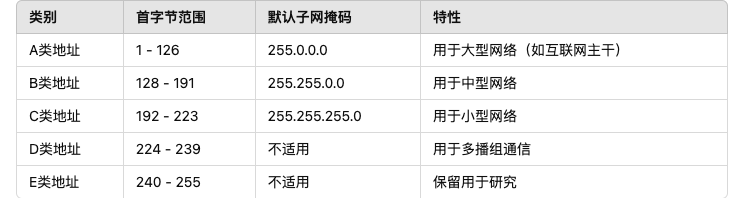 类别 首字节范围 默认子网掩码 特性
A类地址 1 - 126 255.0.0.0 用于大型网络（如互联网主干）
B类地址 128 - 191 255.255.0.0 用于中型网络
C类地址 192 - 223 255.255.255.0 用于小型网络
D类地址 224 - 239 不适用 用于多播组通信
E类地址 240 - 255 不适用 保留用于研究